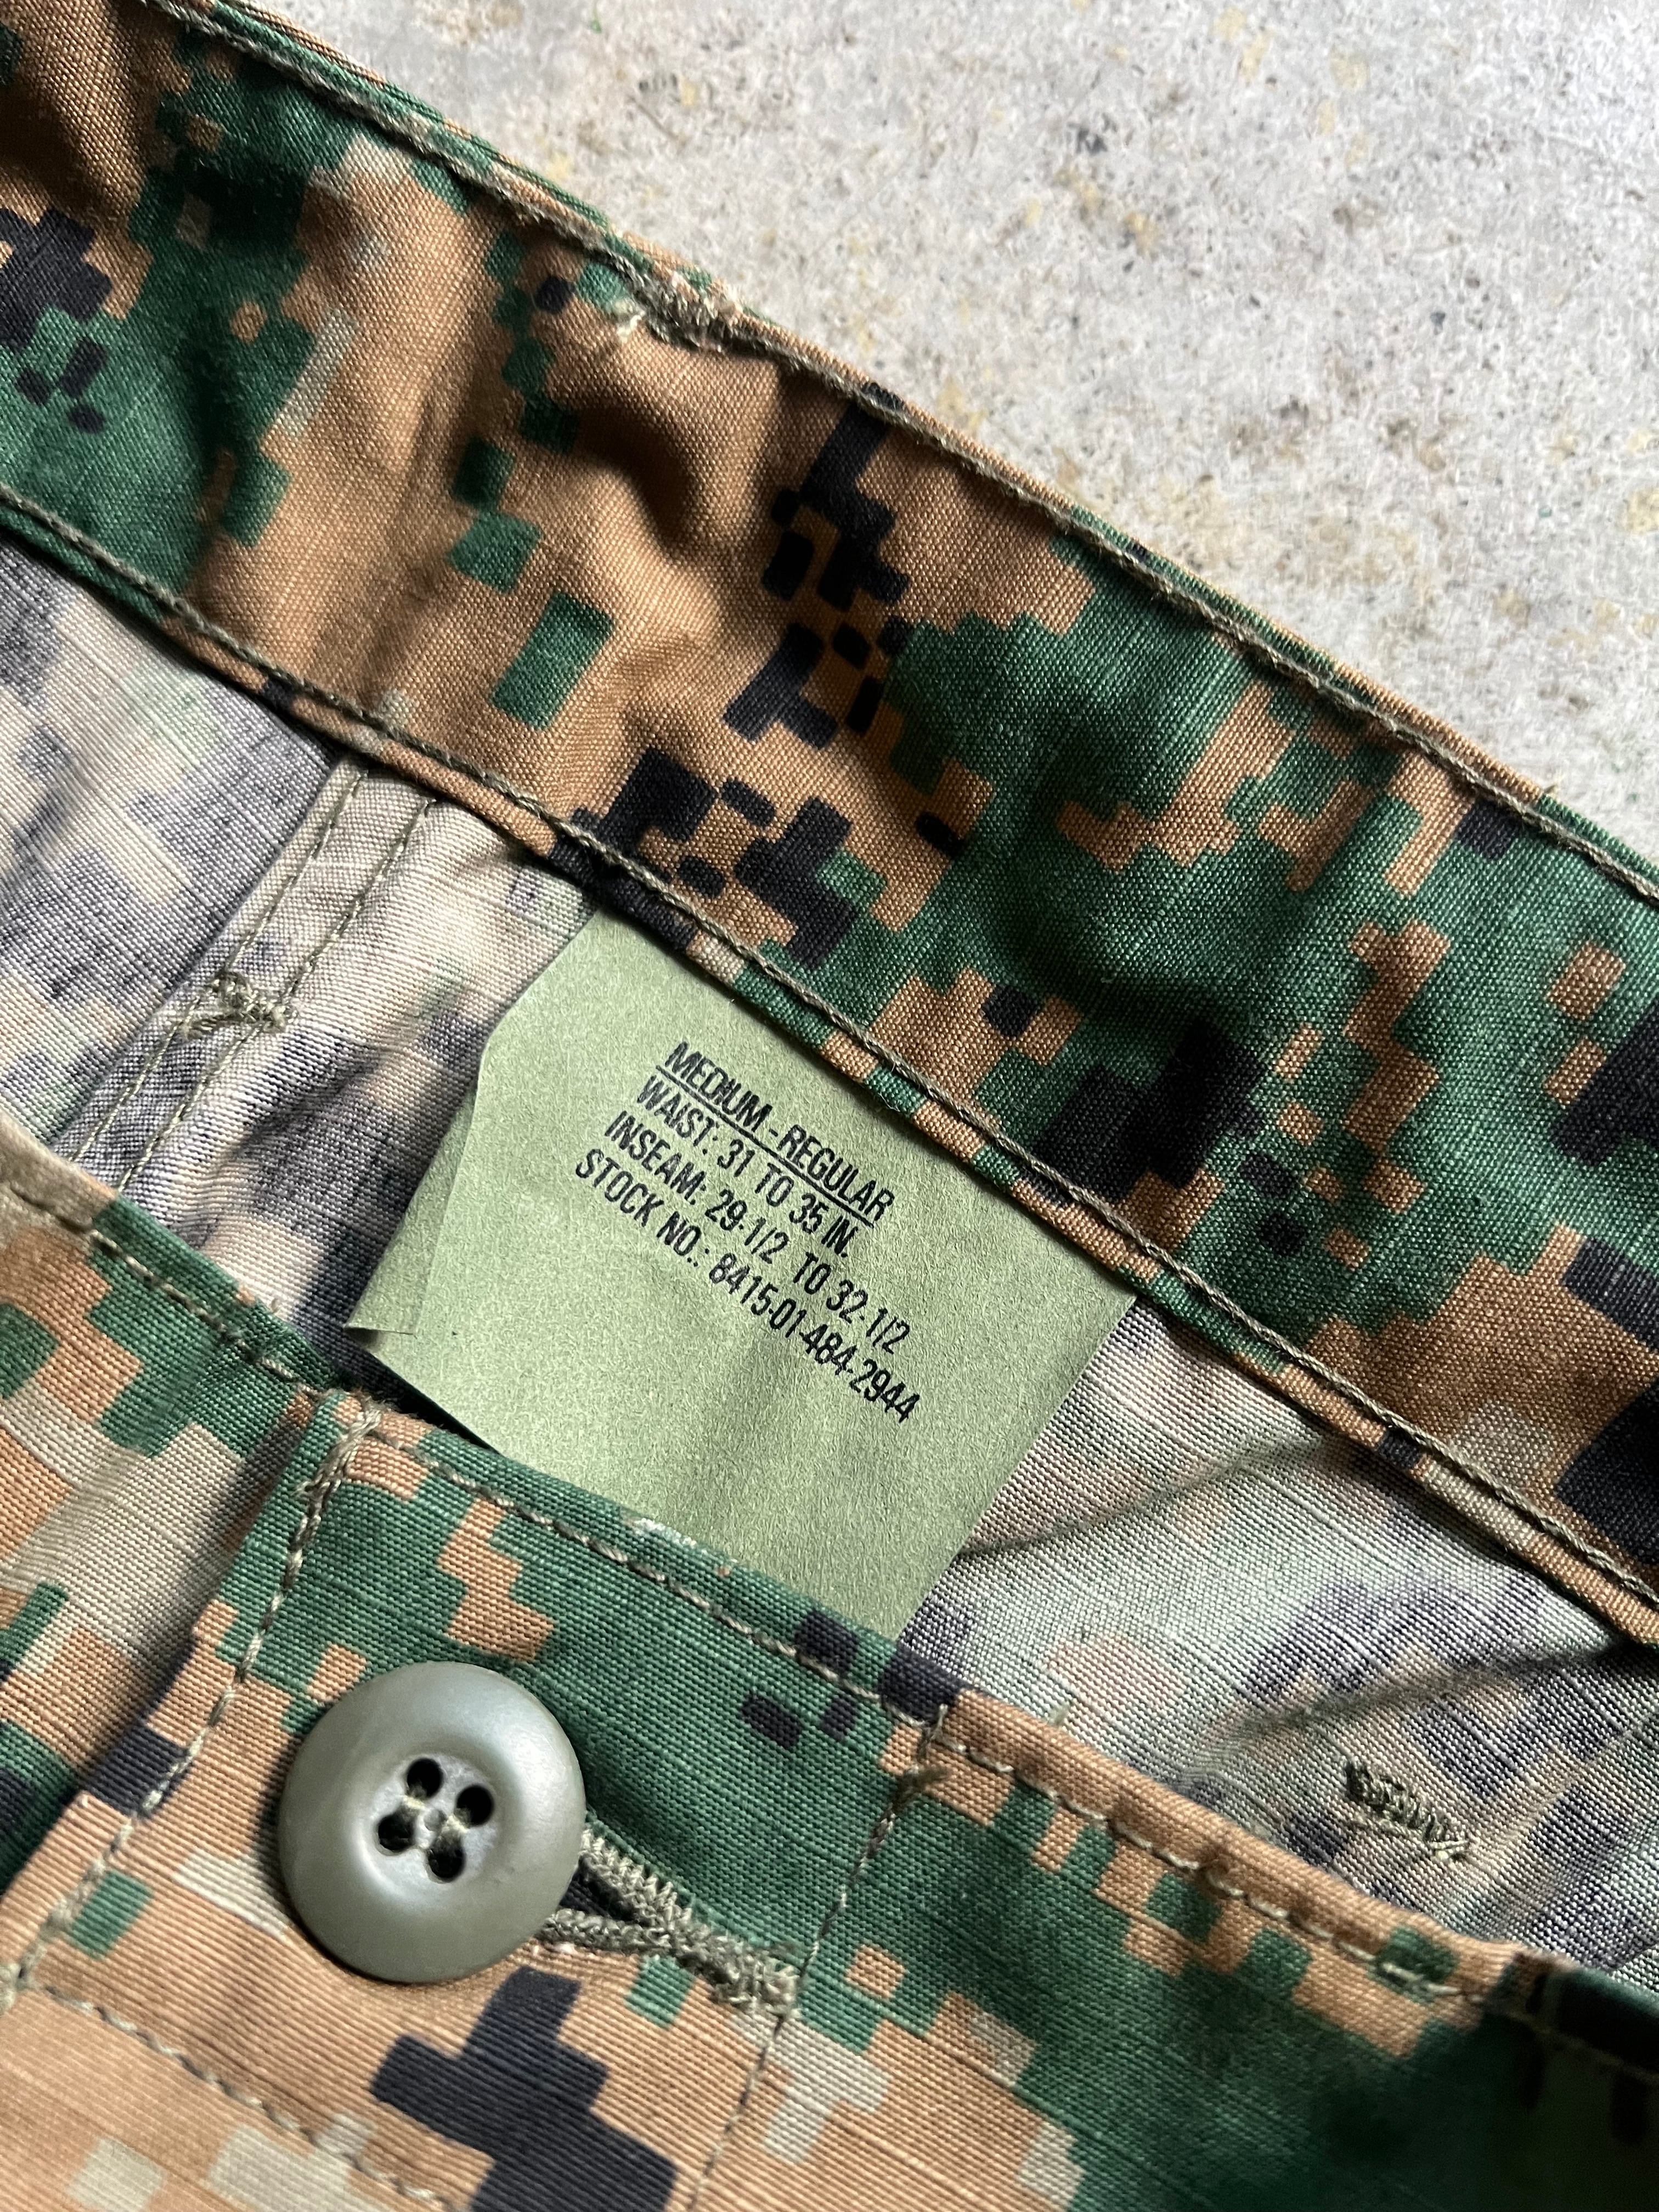 MEDIUM - REGULAR
WAIST: 31 TO 35 IN.
INSEAM: 29-1/2 TO 32-1/2
STOCK NO.: 8415-01-484-2944